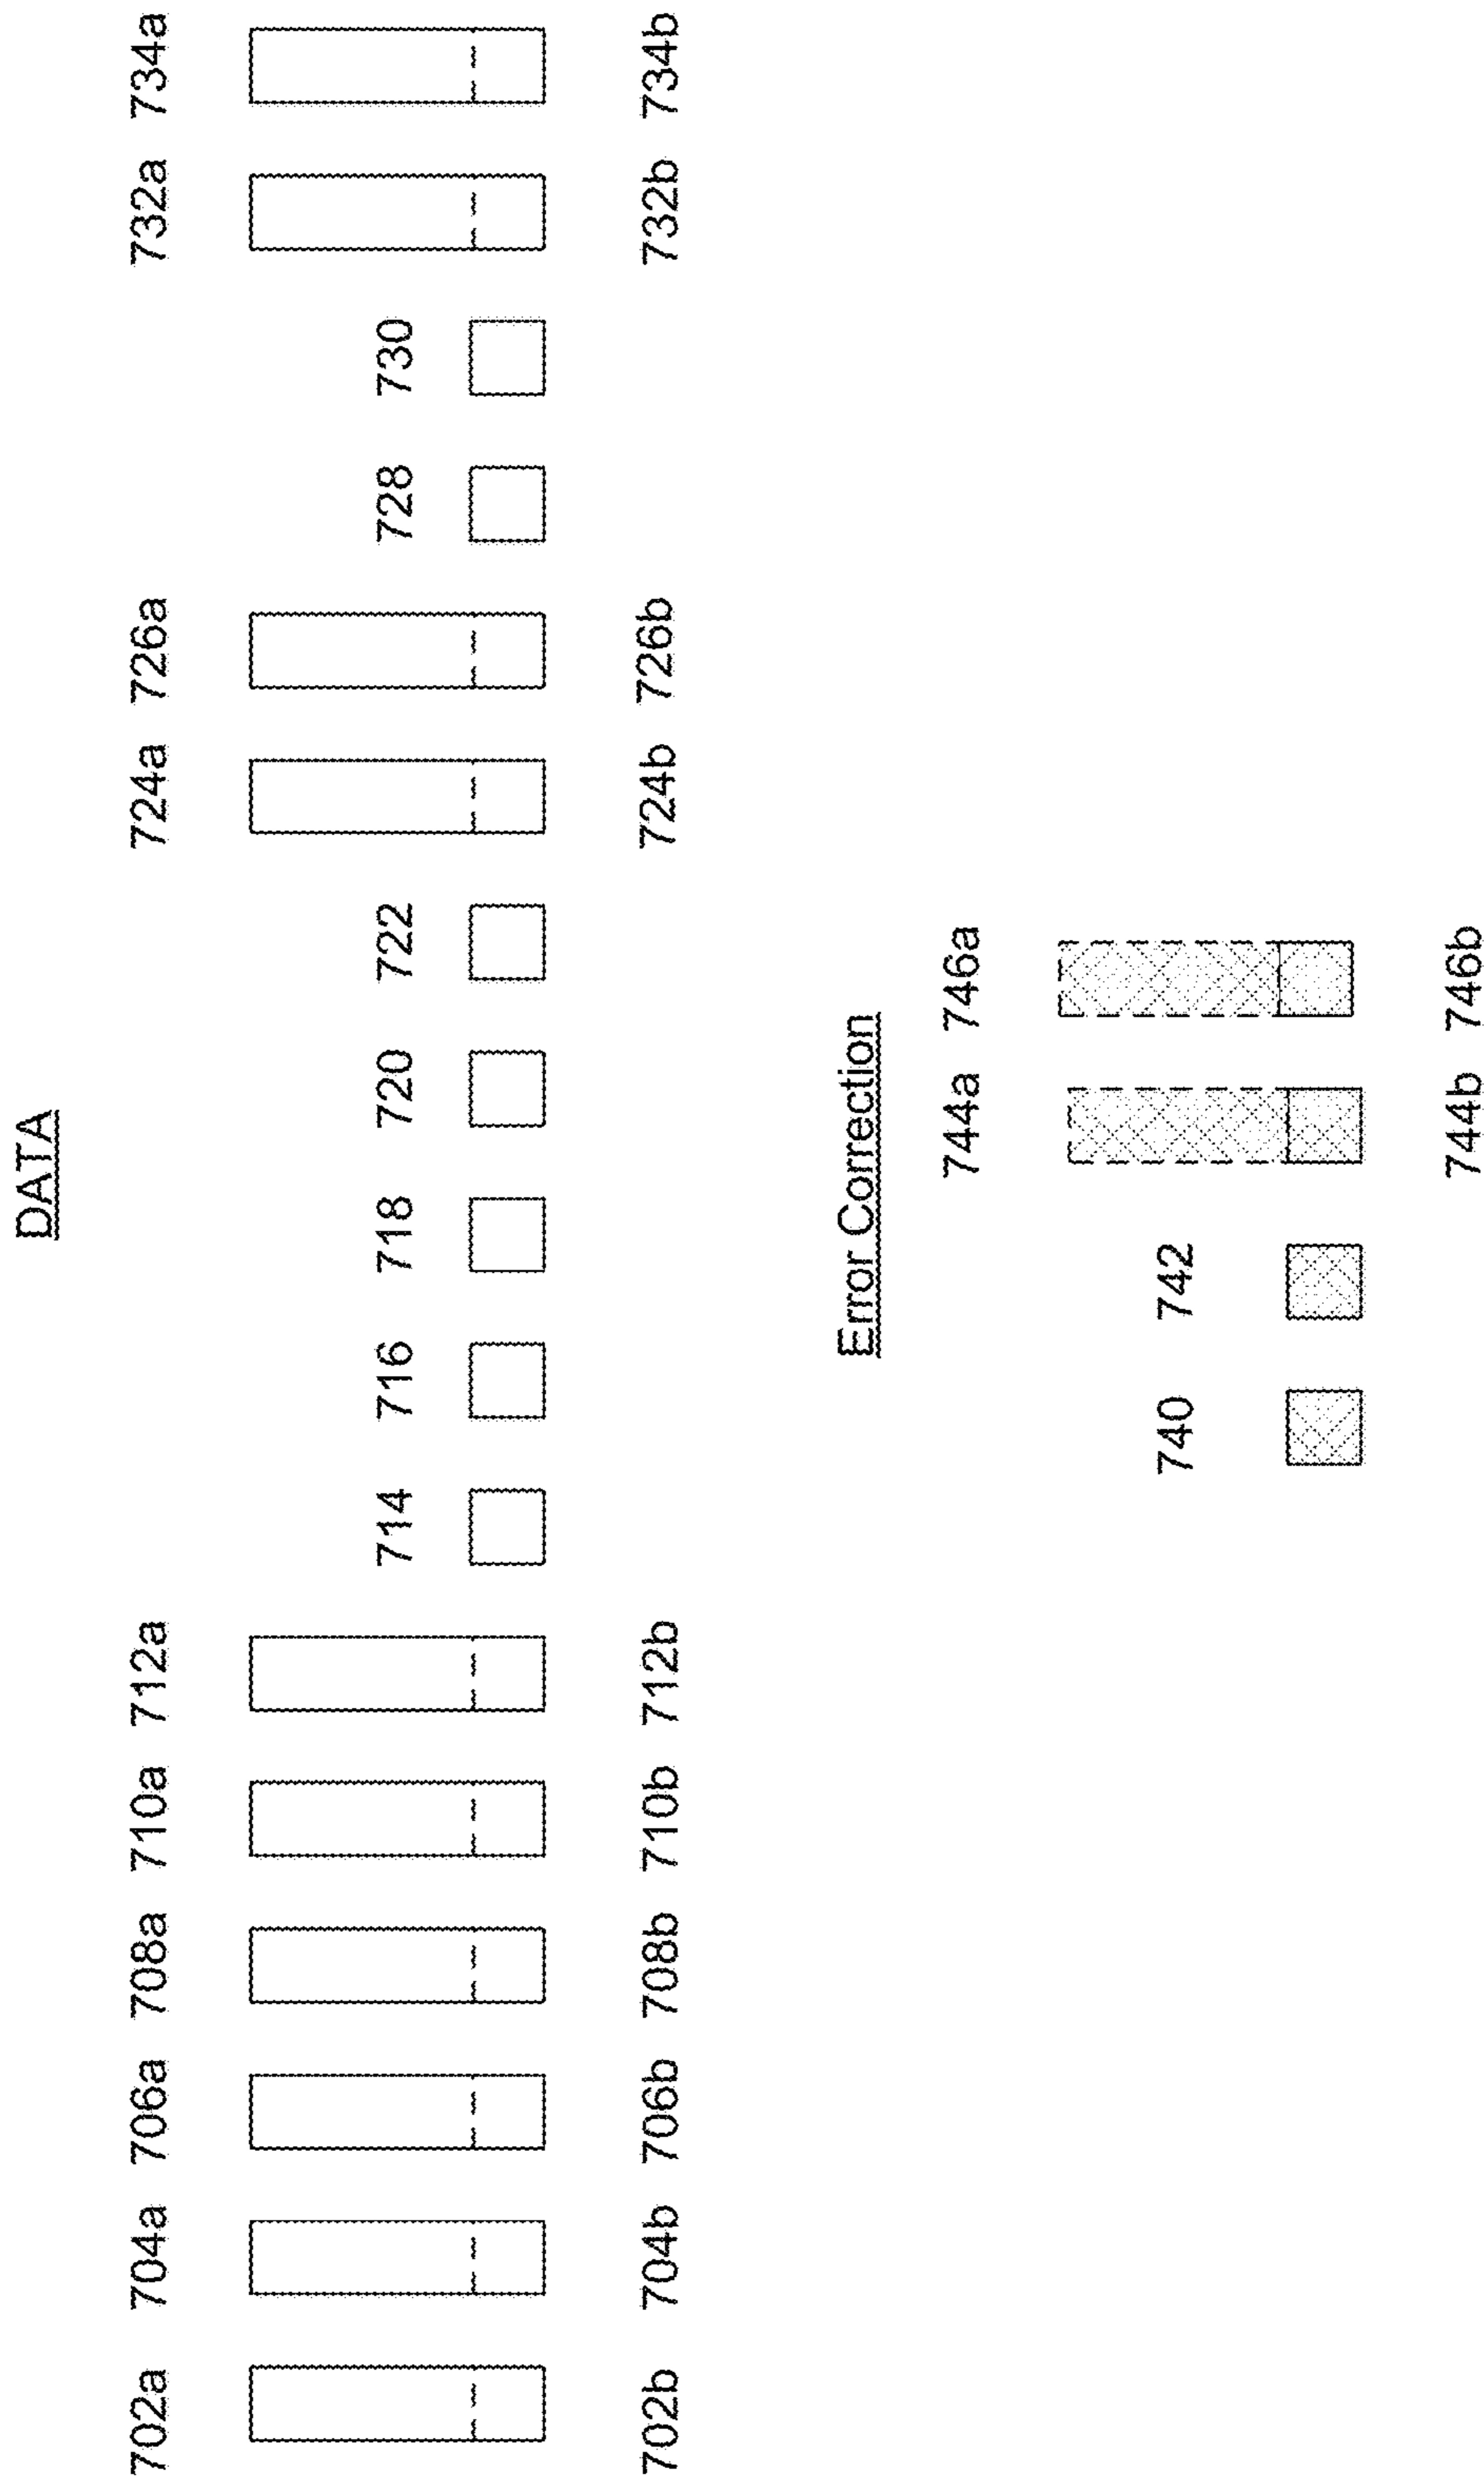 DATA
702a 704a 706a 708a 710a 712a 724a 726a 732a 734a
714 716 718 720 722 728 730
702b 704b 706b 708b 710b 712b 724b 726b 732b 734b
Error Correction
744a 746a
740 742
744b 746b